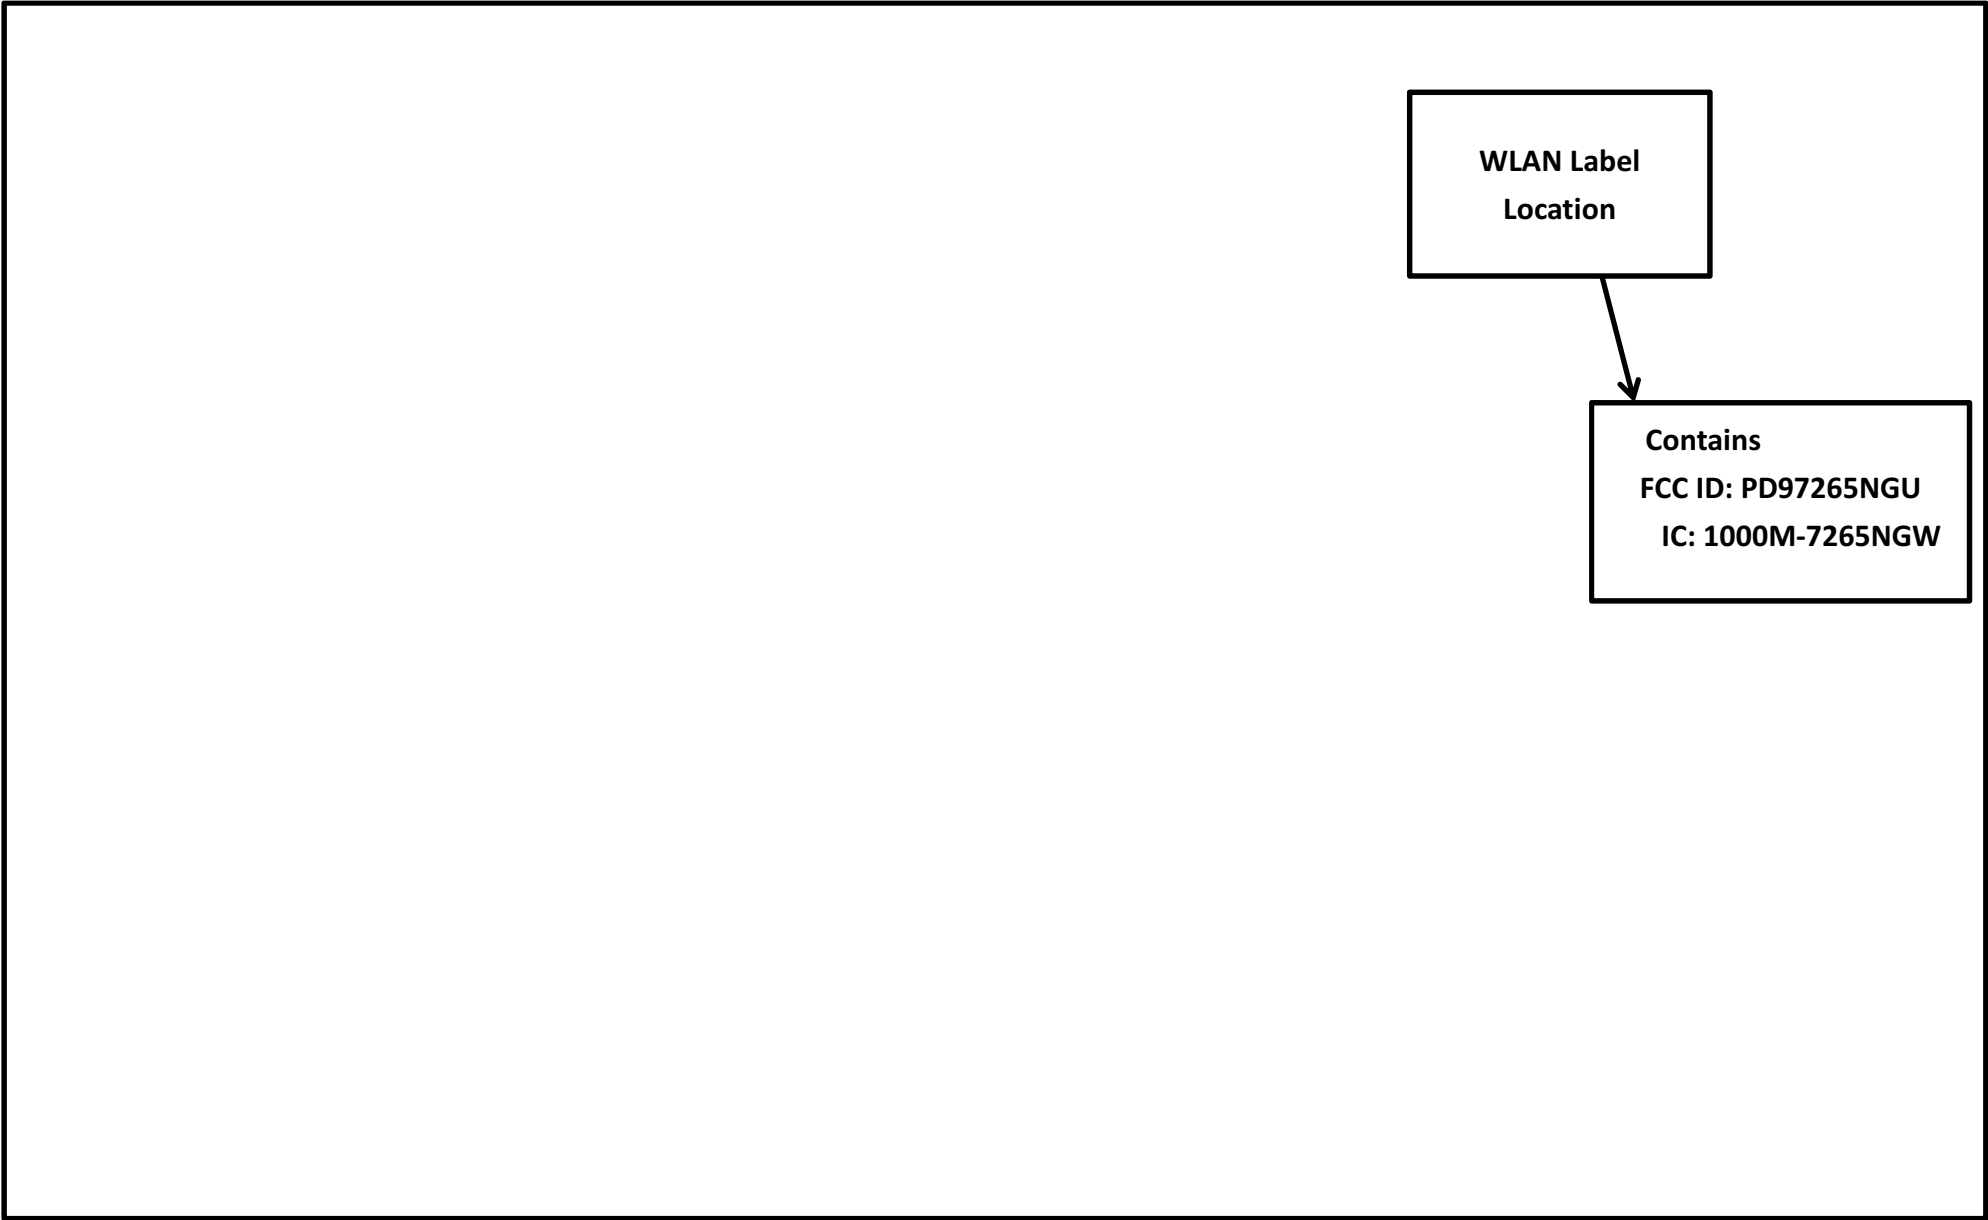 WLAN Label
Location
Contains
FCC ID: PD97265NGU
IC: 1000M-7265NGW